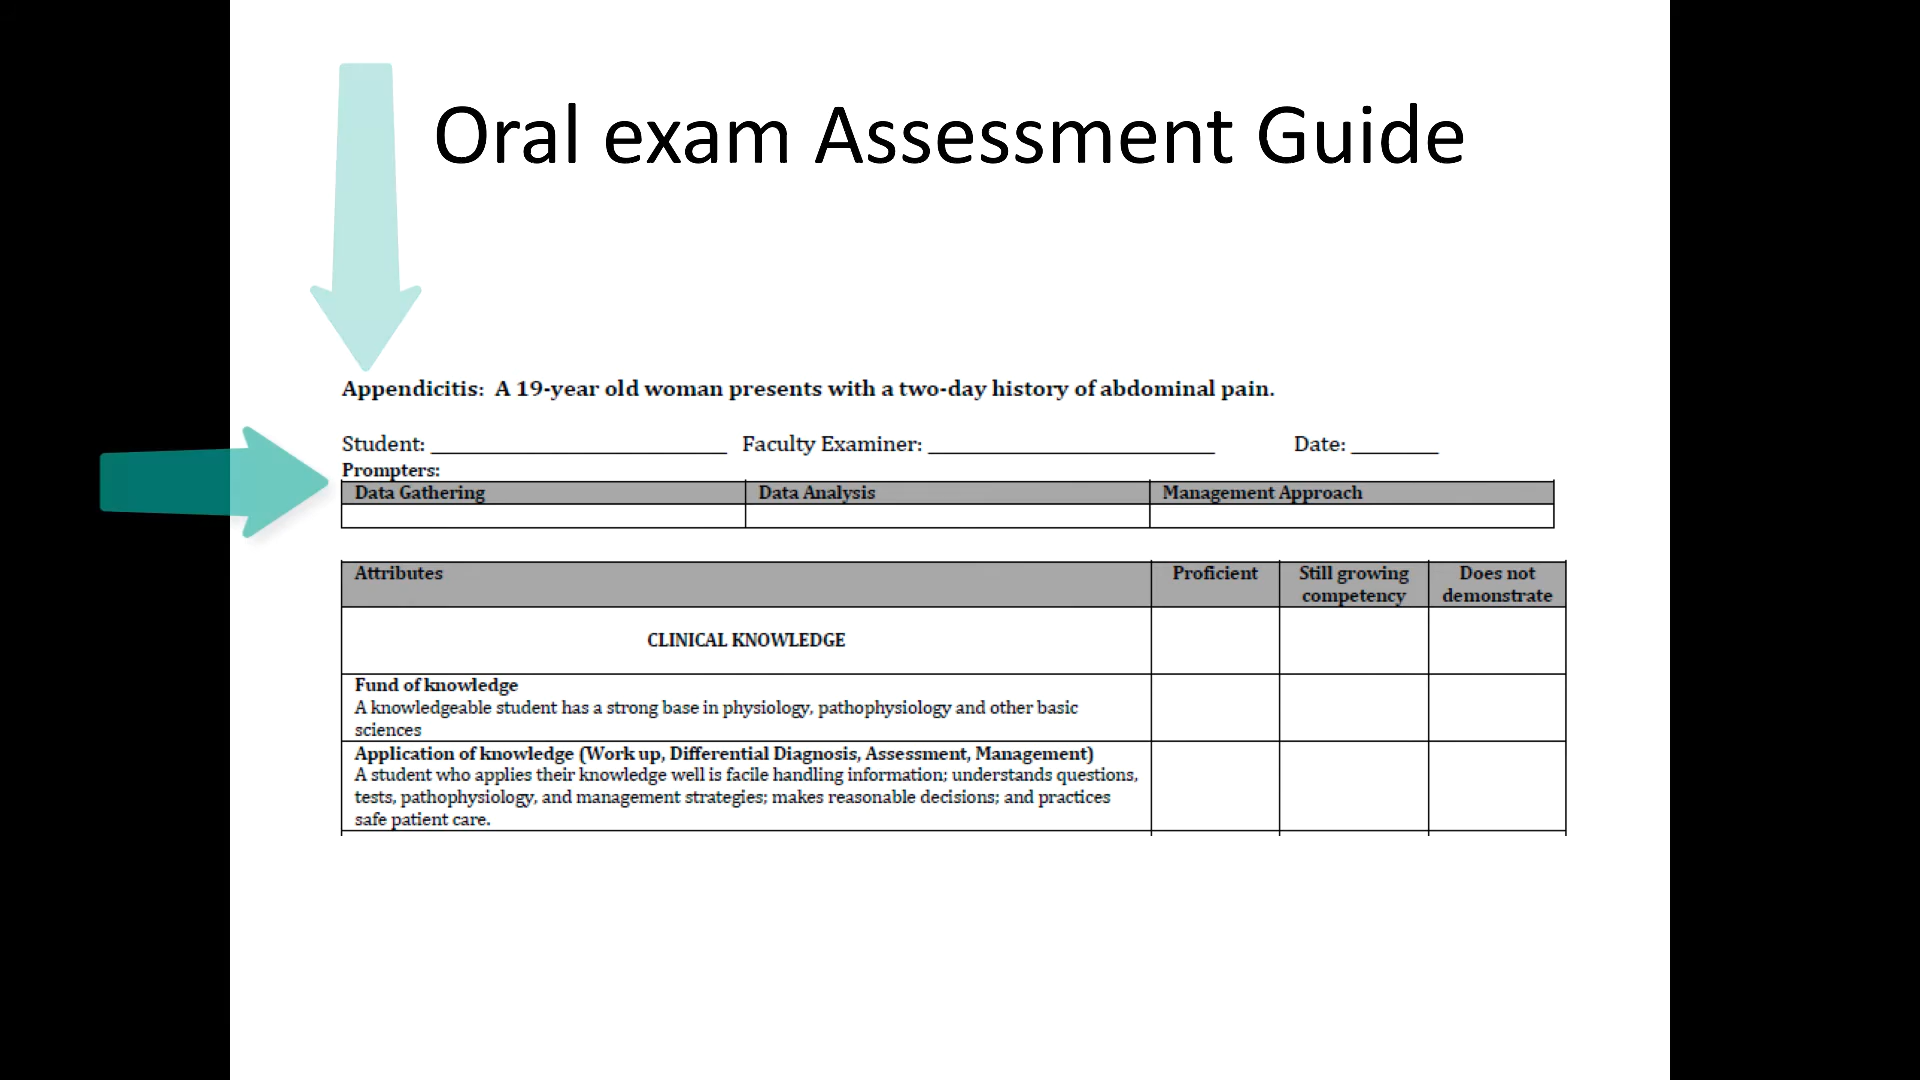 Oral exam Assessment Guide
Appendicitis: A 19-year old woman presents with a two-day history of abdominal pain.
Student: ____________________________ Faculty Examiner: ___________________________ Date: ________
Prompters:
Data Gathering Data Analysis Management Approach
Attributes Proficient Still growing Does not
competency demonstrate
CLINICAL KNOWLEDGE
Fund of knowledge
A knowledgeable student has a strong base in physiology, pathophysiology and other basic
sciences
Application of knowledge (Work up, Differential Diagnosis, Assessment, Management)
A student who applies their knowledge well is facile handling information; understands questions,
tests, pathophysiology, and management strategies; makes reasonable decisions; and practices
safe patient care.